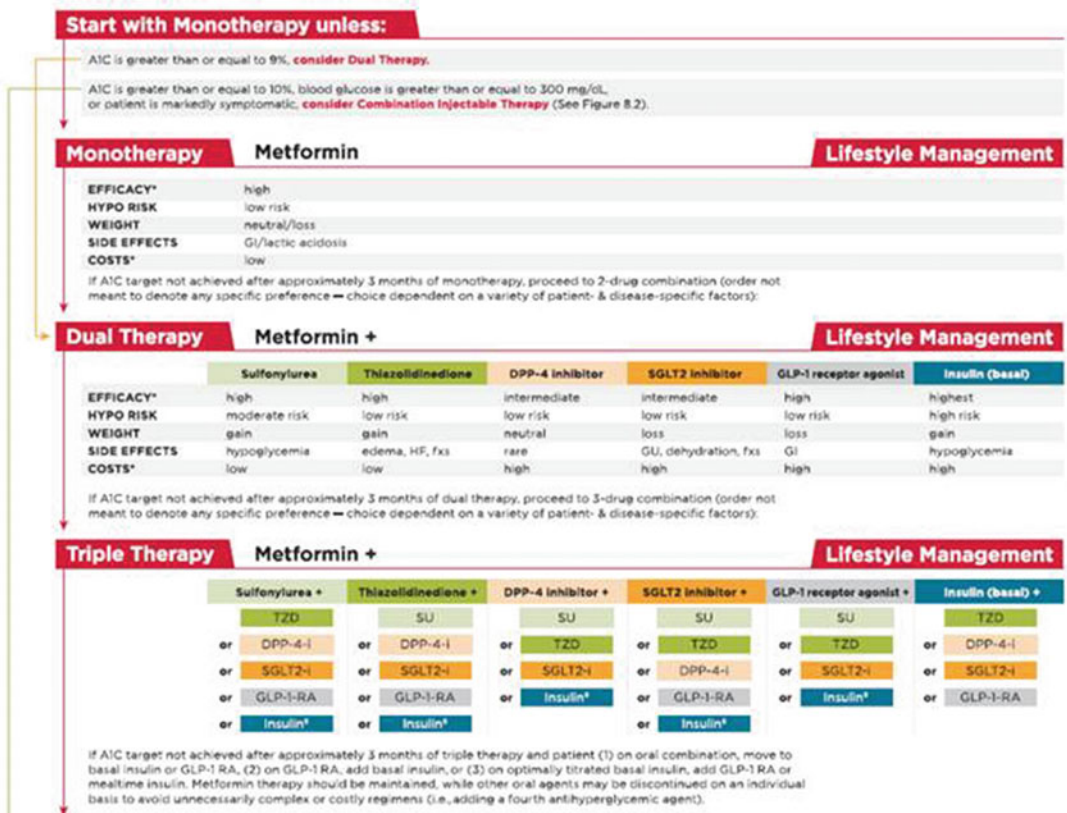 Start with Monotherapy unless:
A1C is greater than or equal to 9%, consider Dual Therapy.
A1C is greater than or equal to 10%, blood glucose is greater than or equal to 300 mg/dL,
or patient is markedly symptomatic, consider Combination Injectable Therapy (See Figure 8.2).
Monotherapy Metformin Lifestyle Management
EFFICACY* high
HYPO RISK low risk
WEIGHT neutral/loss
SIDE EFFECTS GI/lactic acidosis
COSTS* low
If A1C target not achieved after approximately 3 months of monotherapy, proceed to 2-drug combination (order not
meant to denote any specific preference — choice dependent on a variety of patient- & disease-specific factors):
Dual Therapy Metformin + Lifestyle Management
Sulfonylurea Thiazolidinedione DPP-4 inhibitor SGLT2 inhibitor GLP-1 receptor agonist Insulin (basal)
EFFICACY* high high intermediate intermediate high highest
HYPO RISK moderate risk low risk low risk low risk low risk high risk
WEIGHT gain gain neutral loss loss gain
SIDE EFFECTS hypoglycemia edema, HF, fxs rare GU, dehydration, fxs GI hypoglycemia
COSTS* low low high high high high
If A1C target not achieved after approximately 3 months of dual therapy, proceed to 3-drug combination (order not
meant to denote any specific preference — choice dependent on a variety of patient- & disease-specific factors):
Triple Therapy Metformin + Lifestyle Management
Sulfonylurea + Thiazolidinedione + DPP-4 inhibitor + SGLT2 inhibitor + GLP-1 receptor agonist + Insulin (basal) +
TZD SU SU SU SU TZD
or DPP-4-i or DPP-4-i or TZD or TZD or TZD or DPP-4-i
or SGLT2-i or SGLT2-i or SGLT2-i or DPP-4-i or SGLT2-i or SGLT2-i
or GLP-1-RA or GLP-1-RA or Insulin§ or GLP-1-RA or Insulin§ or GLP-1-RA
or Insulin§ or Insulin§ or Insulin§
If A1C target not achieved after approximately 3 months of triple therapy and patient (1) on oral combination, move to
basal insulin or GLP-1 RA, (2) on GLP-1 RA, add basal insulin, or (3) on optimally titrated basal insulin, add GLP-1 RA or
mealtime insulin. Metformin therapy should be maintained, while other oral agents may be discontinued on an individual
basis to avoid unnecessarily complex or costly regimens (i.e., adding a fourth antihyperglycemic agent).